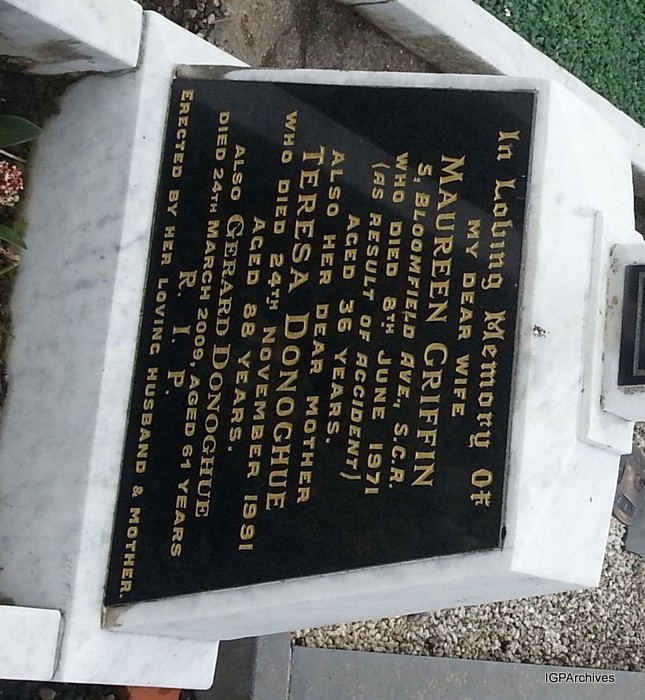 In Loving Memory Of
MY DEAR WIFE
MAUREEN GRIFFIN
5, BLOOMFIELD AVE., S.C.R.
WHO DIED 8TH JUNE 1971
(AS RESULT OF ACCIDENT)
AGED 36 YEARS.
ALSO HER DEAR MOTHER
TERESA DONOGHUE
WHO DIED 24TH NOVEMBER 1991
AGED 88 YEARS.
ALSO GERARD DONOGHUE
DIED 24TH MARCH 2009, AGED 61 YEARS
R. I. P.
ERECTED BY HER LOVING HUSBAND & MOTHER.
IGPArchives